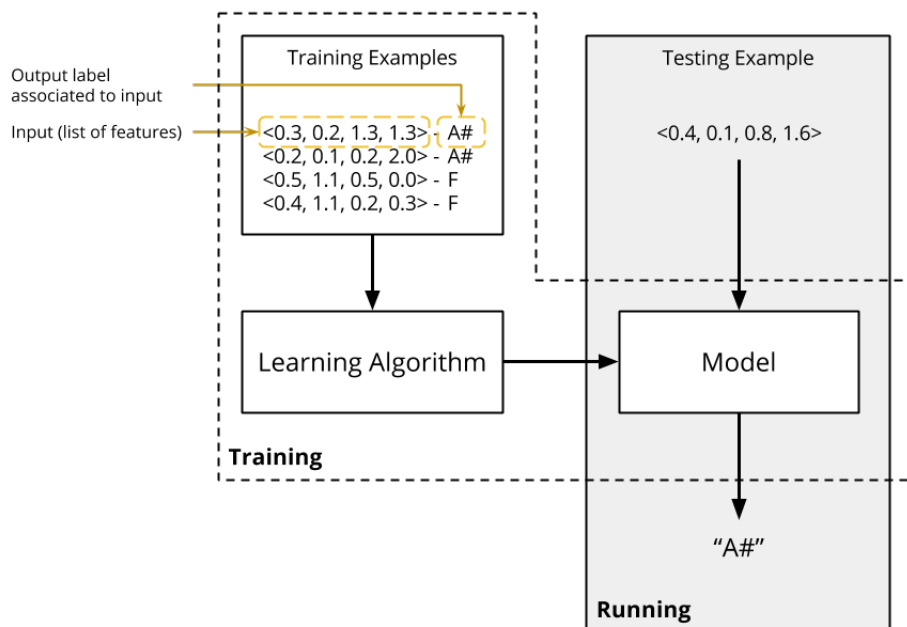 Training Examples
Output label
associated to input
Input (list of features)
<0.3, 0.2, 1.3, 1.3> - A#
<0.2, 0.1, 0.2, 2.0> - A#
<0.5, 1.1, 0.5, 0.0> - F
<0.4, 1.1, 0.2, 0.3> - F
Testing Example
<0.4, 0.1, 0.8, 1.6>
Learning Algorithm
Model
Training
“A#”
Running